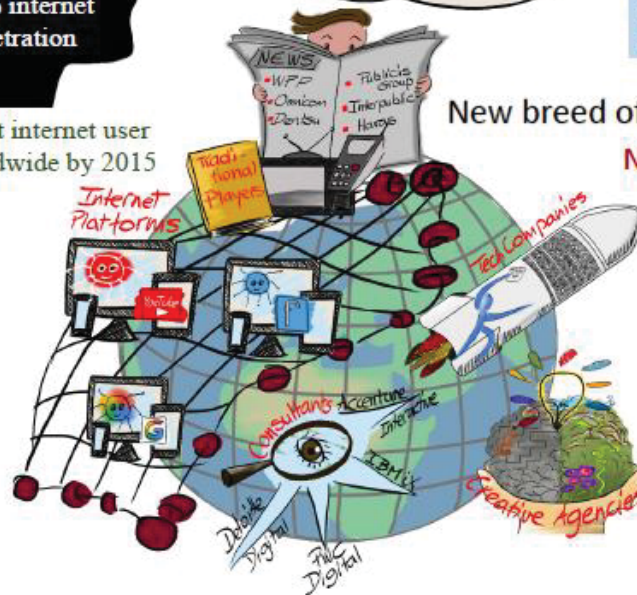 internet
etration
t internet user
dwide by 2015
New breed of
N
NEWS
WPP
Omnicom
Dentsu
Publicis
Group
Interpublic
Havas
Tradi-
tional
Players
Internet
Platforms
YouTube
G
Tech Companies
Consultants
Accenture
Interactive
IBMiX
Deloitte
Digital
PWC
Digital
Creative Agencies